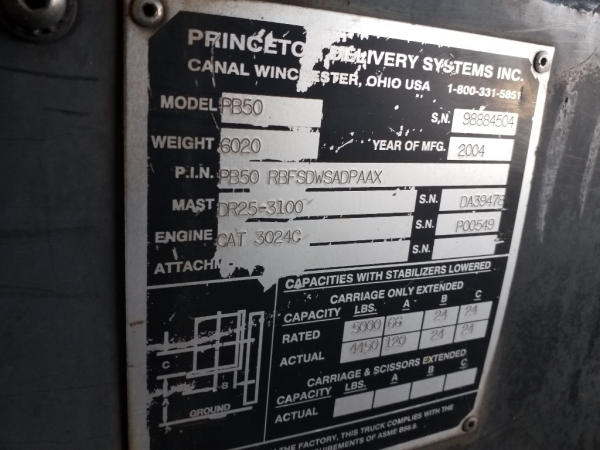 PRINCETO DELIVERY SYSTEMS INC.
CANAL WINCHESTER, OHIO USA 1-800-331-5851
MODEL PB50 S.N. 98884504
WEIGHT 6020 YEAR OF MFG. 2004
P.I.N. PB50 RBFSDWSADPAAX
MAST DR25-3100 S.N. DA39478
ENGINE CAT 3024C S.N. P00549
ATTACH S.N.
CAPACITIES WITH STABILIZERS LOWERED
CARRIAGE ONLY EXTENDED
CAPACITY LBS. A B C
RATED 5000 66 24 24
ACTUAL 4450 120 24 24
CARRIAGE & SCISSORS EXTENDED
CAPACITY LBS. A B C
ACTUAL
A C B
GROUND
THE FACTORY, THIS TRUCK COMPLIES WITH THE
REQUIREMENTS OF ASME B56.6.